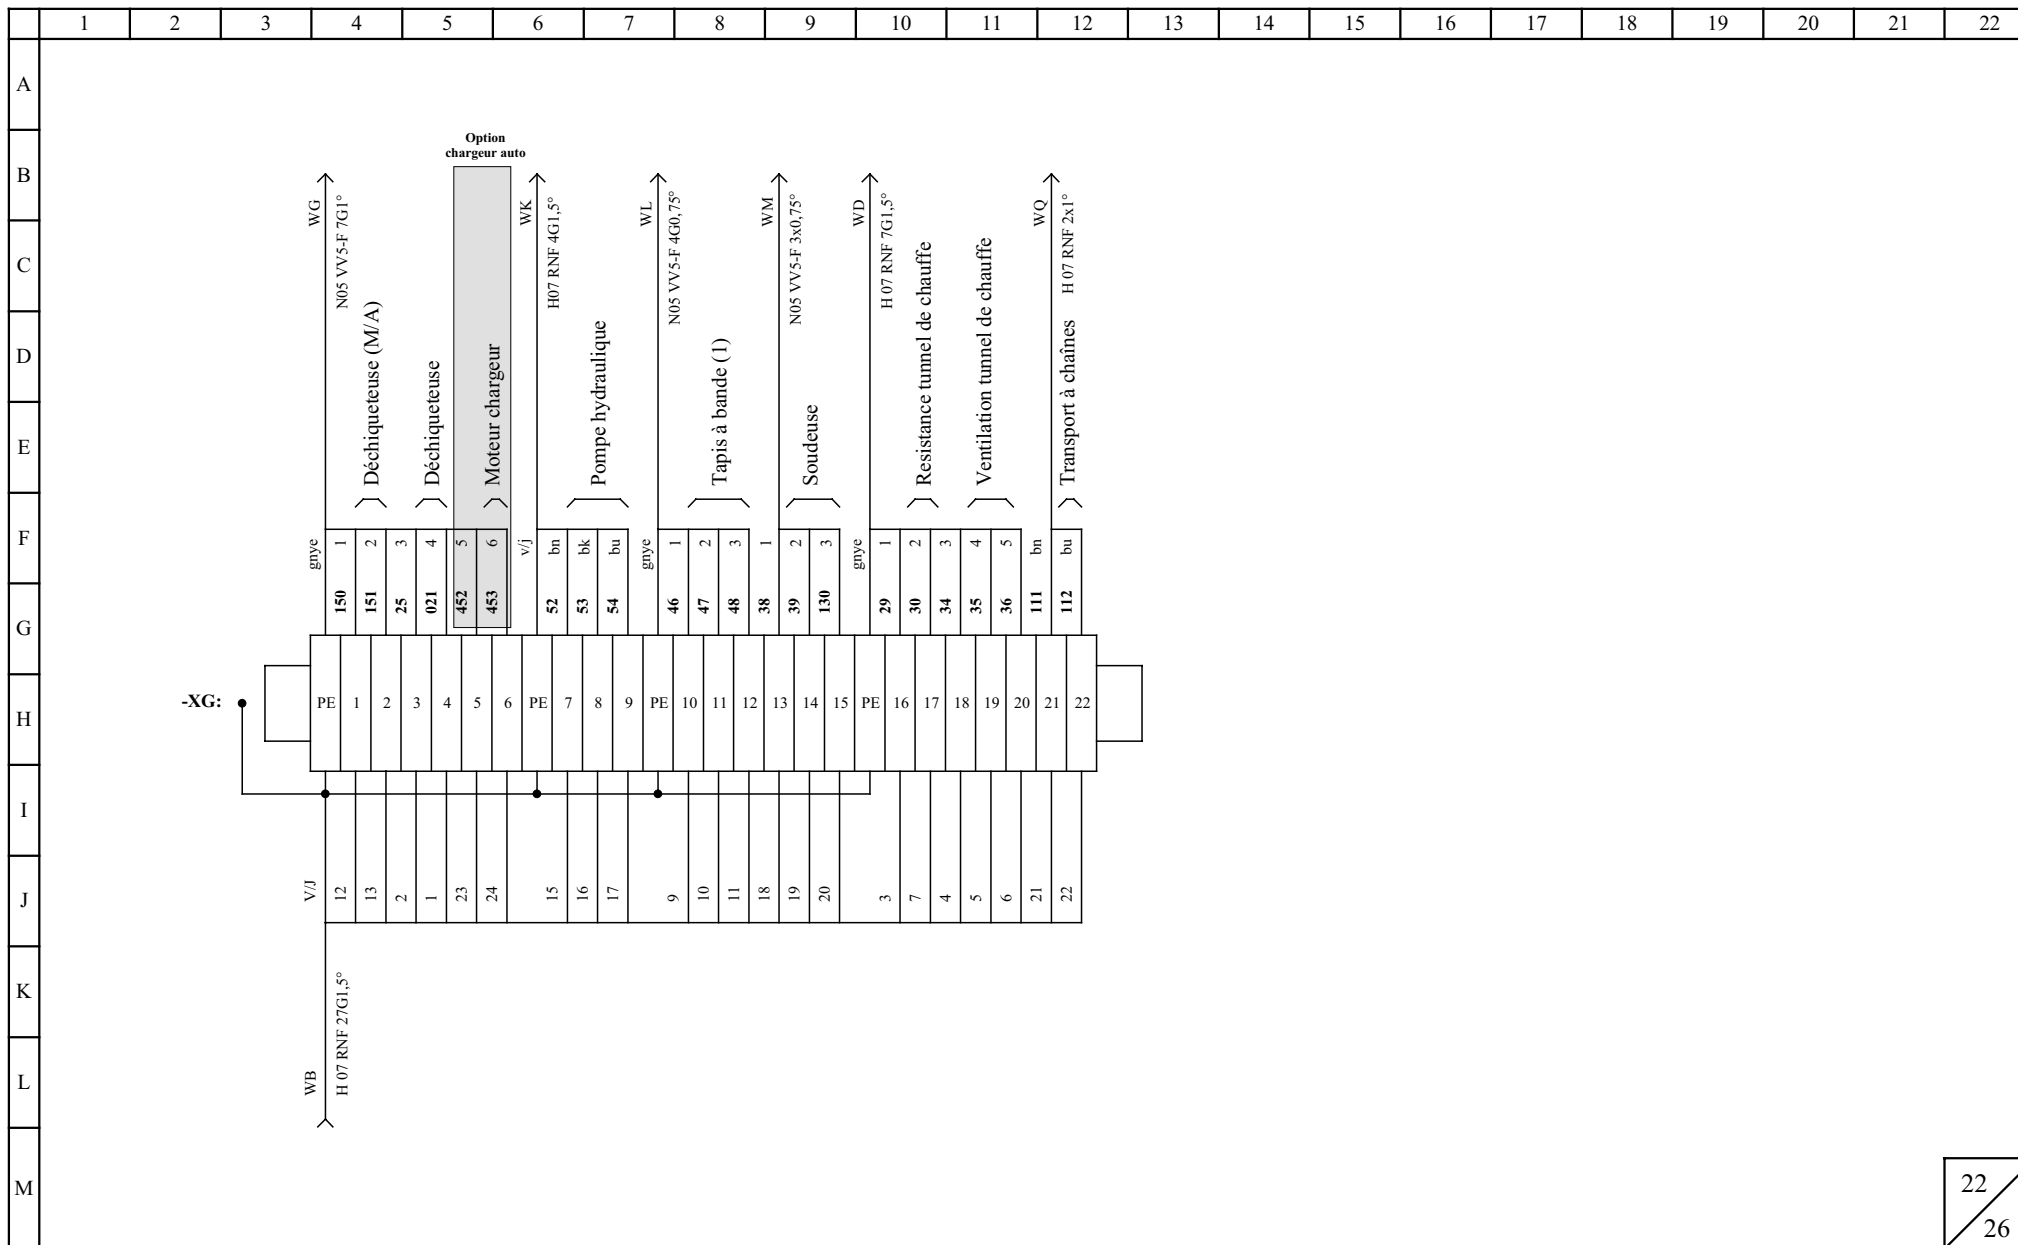 1 2 3 4 5 6 7 8 9 10 11 12 13 14 15 16 17 18 19 20 21 22
A
B
C
D
E
F
G
H
I
J
K
L
M
Option
chargeur auto
WG
N05 VV5-F 7G1°
WK
H07 RNF 4G1,5°
WL
N05 VV5-F 4G0,75°
WM
N05 VV5-F 3x0,75°
WD
H 07 RNF 7G1,5°
WQ
H 07 RNF 2x1°
Déchiqueteuse (M/A)
Déchiqueteuse
Moteur chargeur
Pompe hydraulique
Tapis à bande (1)
Soudeuse
Resistance tunnel de chauffe
Ventilation tunnel de chauffe
Transport à chaînes
gnye 1 2 3 4 5 6 v/j bn bk bu gnye 1 2 3 1 2 3 gnye 1 2 3 4 5 bn bu
150 151 25 021 452 453 52 53 54 46 47 48 38 39 130 29 30 34 35 36 111 112
-XG:
PE 1 2 3 4 5 6 PE 7 8 9 PE 10 11 12 13 14 15 PE 16 17 18 19 20 21 22
V/J 12 13 2 1 23 24 15 16 17 9 10 11 18 19 20 3 7 4 5 6 21 22
WB
H 07 RNF 27G1,5°
22
26